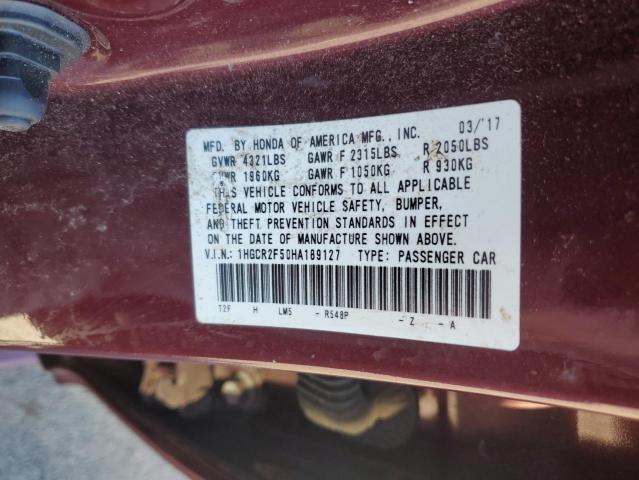 MFD. BY HONDA OF AMERICA MFG., INC. 03/'17
GVWR 4321LBS GAWR F 2315LBS R 2050LBS
GVWR 1960KG GAWR F 1050KG R 930KG
THIS VEHICLE CONFORMS TO ALL APPLICABLE
FEDERAL MOTOR VEHICLE SAFETY, BUMPER,
AND THEFT PREVENTION STANDARDS IN EFFECT
ON THE DATE OF MANUFACTURE SHOWN ABOVE.
V.I.N.: 1HGCR2F50HA189127 TYPE: PASSENGER CAR
T2F H LM5 - R548P - Z - A